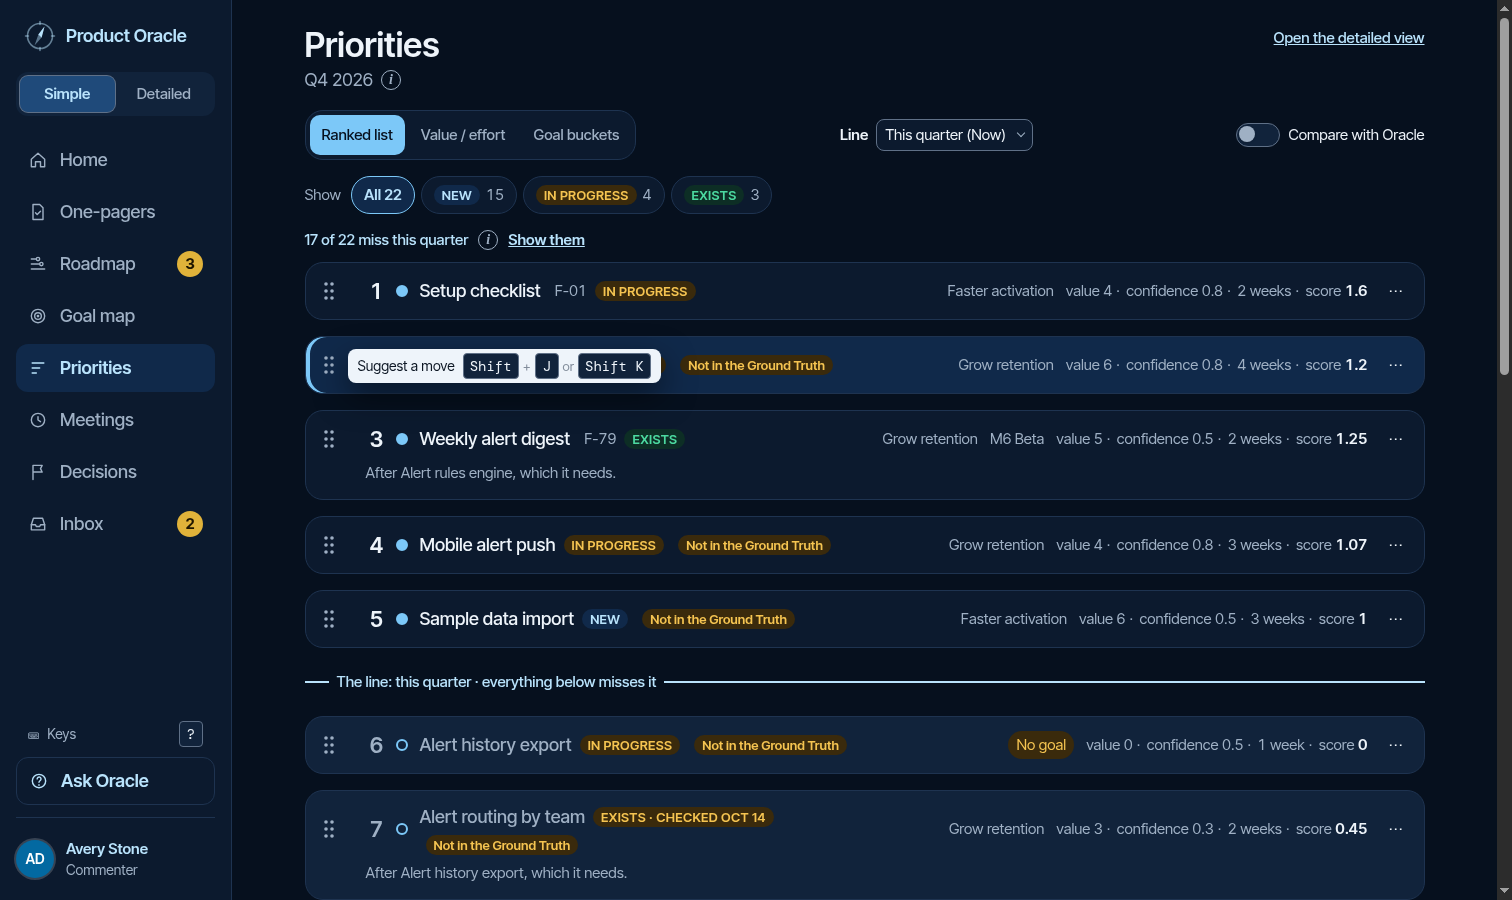 Product Oracle
Simple
Detailed
Home
One-pagers
Roadmap 3
Goal map
Priorities
Meetings
Decisions
Inbox 2
Keys ?
Ask Oracle
AD
Avery Stone
Commenter
Priorities
Open the detailed view
Q4 2026 i
Ranked list Value / effort Goal buckets
Line This quarter (Now)
Compare with Oracle
Show All 22 NEW 15 IN PROGRESS 4 EXISTS 3
17 of 22 miss this quarter i Show them
1 Setup checklist F-01 IN PROGRESS Faster activation value 4 · confidence 0.8 · 2 weeks · score 1.6 ···
Suggest a move Shift + J or Shift K Not in the Ground Truth Grow retention value 6 · confidence 0.8 · 4 weeks · score 1.2 ···
3 Weekly alert digest F-79 EXISTS Grow retention M6 Beta value 5 · confidence 0.5 · 2 weeks · score 1.25 ···
After Alert rules engine, which it needs.
4 Mobile alert push IN PROGRESS Not in the Ground Truth Grow retention value 4 · confidence 0.8 · 3 weeks · score 1.07 ···
5 Sample data import NEW Not in the Ground Truth Faster activation value 6 · confidence 0.5 · 3 weeks · score 1 ···
The line: this quarter · everything below misses it
6 Alert history export IN PROGRESS Not in the Ground Truth No goal value 0 · confidence 0.5 · 1 week · score 0 ···
7 Alert routing by team EXISTS · CHECKED OCT 14 Grow retention value 3 · confidence 0.3 · 2 weeks · score 0.45 ···
Not in the Ground Truth
After Alert history export, which it needs.